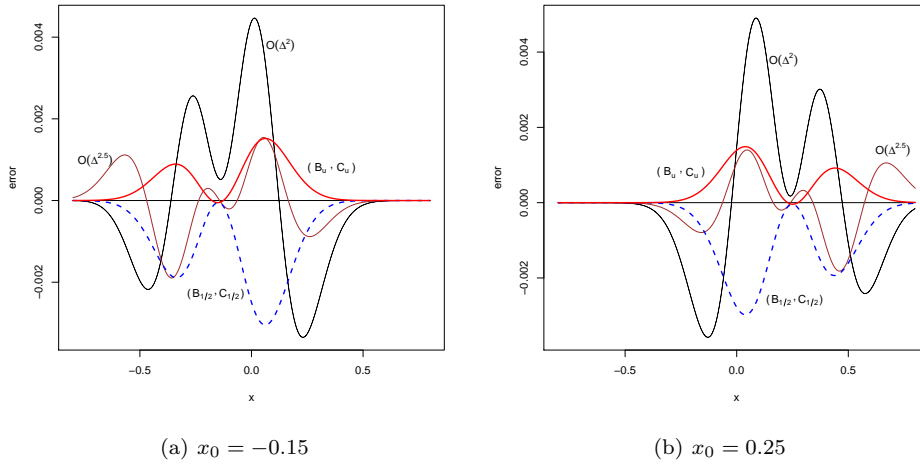 0.004
0.002
0.000
−0.002
error
O(Δ²)
O(Δ^2.5)
( B_u , C_u )
( B_1/2 , C_1/2 )
−0.5
0.0
0.5
x
(a) x_0 = −0.15
0.004
0.002
0.000
−0.002
error
O(Δ²)
O(Δ^2.5)
( B_u , C_u )
( B_1/2 , C_1/2 )
−0.5
0.0
0.5
x
(b) x_0 = 0.25